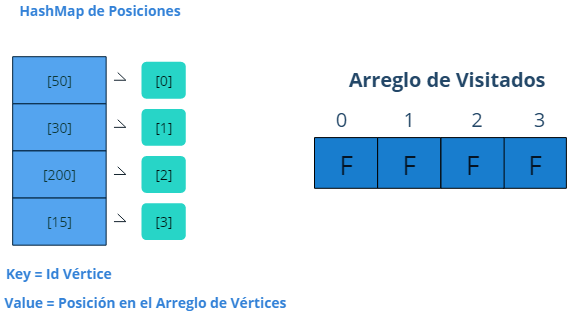 HashMap de Posiciones
[50] [0]
[30] [1]
[200] [2]
[15] [3]
Key = Id Vértice
Value = Posición en el Arreglo de Vértices
Arreglo de Visitados
0 1 2 3
F F F F